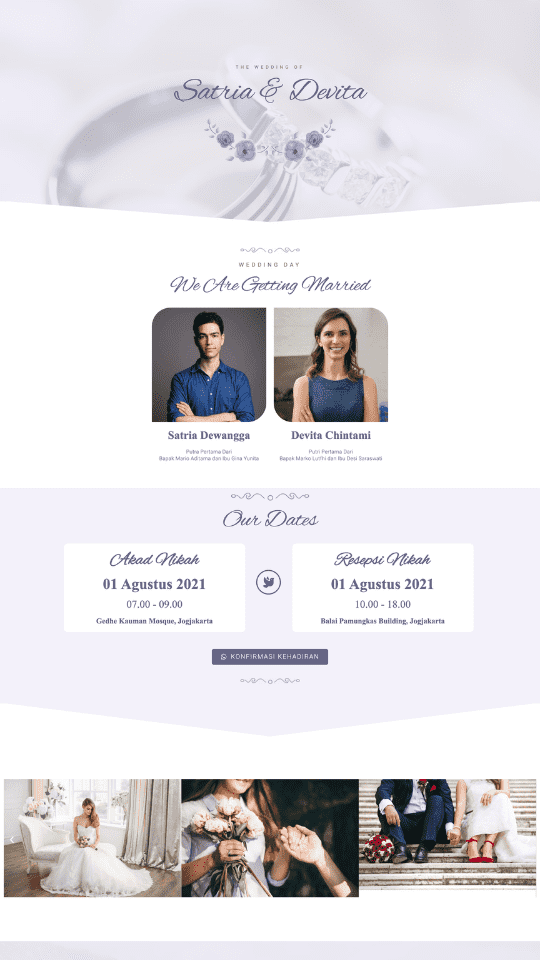 THE WEDDING OF
Satria & Devita
WEDDING DAY
We Are Getting Married
Satria Dewangga
Devita Chintami
Putra Pertama Dari
Bapak Mario Aditama dan Ibu Gina Yunita
Putri Pertama Dari
Bapak Marko Luthfi dan Ibu Desi Saraswati
Our Dates
Akad Nikah
01 Agustus 2021
07.00 - 09.00
Gedhe Kauman Mosque, Jogjakarta
Resepsi Nikah
01 Agustus 2021
10.00 - 18.00
Balai Pamungkas Building, Jogjakarta
KONFIRMASI KEHADIRAN